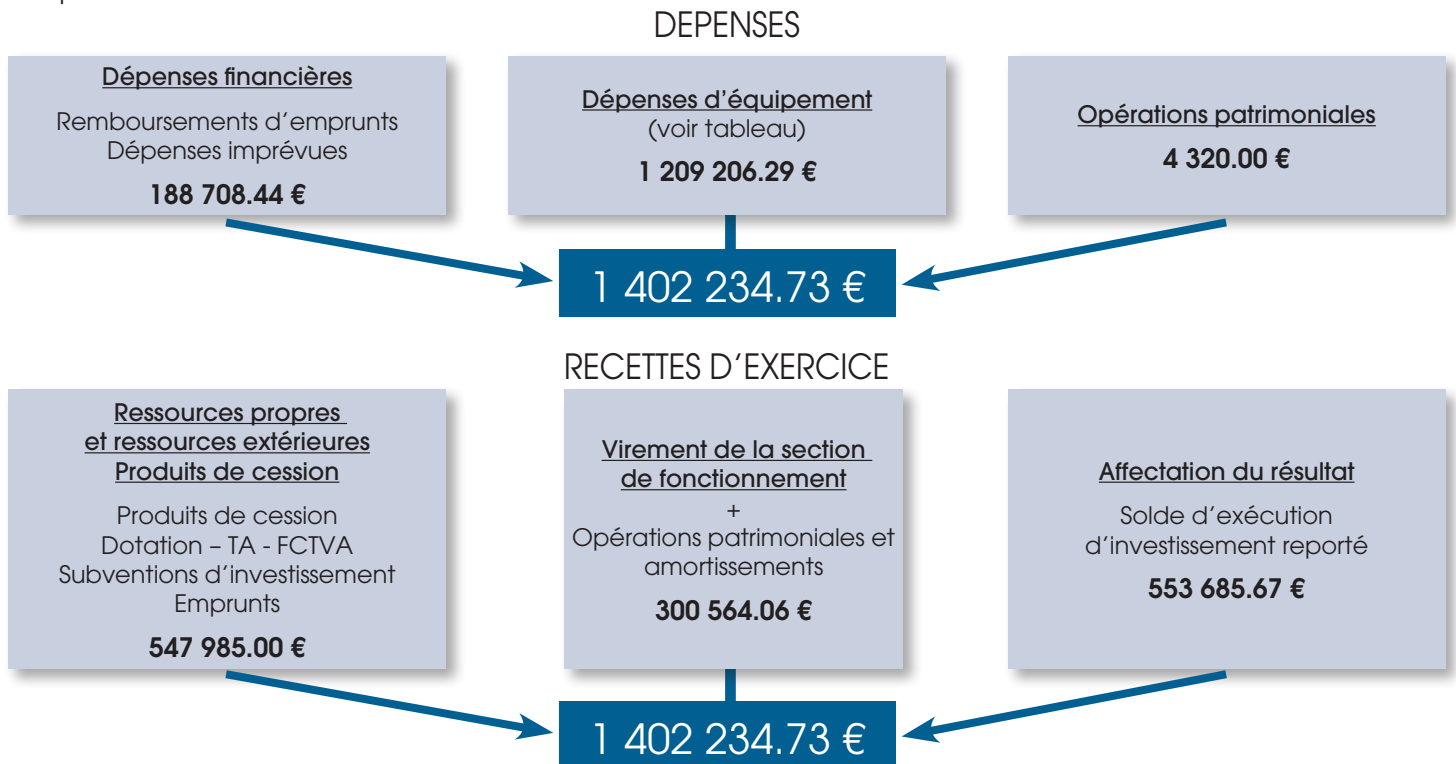 DEPENSES
Dépenses financières
Remboursements d'emprunts
Dépenses imprévues
188 708.44 €
Dépenses d'équipement
(voir tableau)
1 209 206.29 €
Opérations patrimoniales
4 320.00 €
1 402 234.73 €
RECETTES D'EXERCICE
Ressources propres
et ressources extérieures
Produits de cession
Produits de cession
Dotation – TA - FCTVA
Subventions d'investissement
Emprunts
547 985.00 €
Virement de la section
de fonctionnement
+
Opérations patrimoniales et
amortissements
300 564.06 €
Affectation du résultat
Solde d'exécution
d'investissement reporté
553 685.67 €
1 402 234.73 €